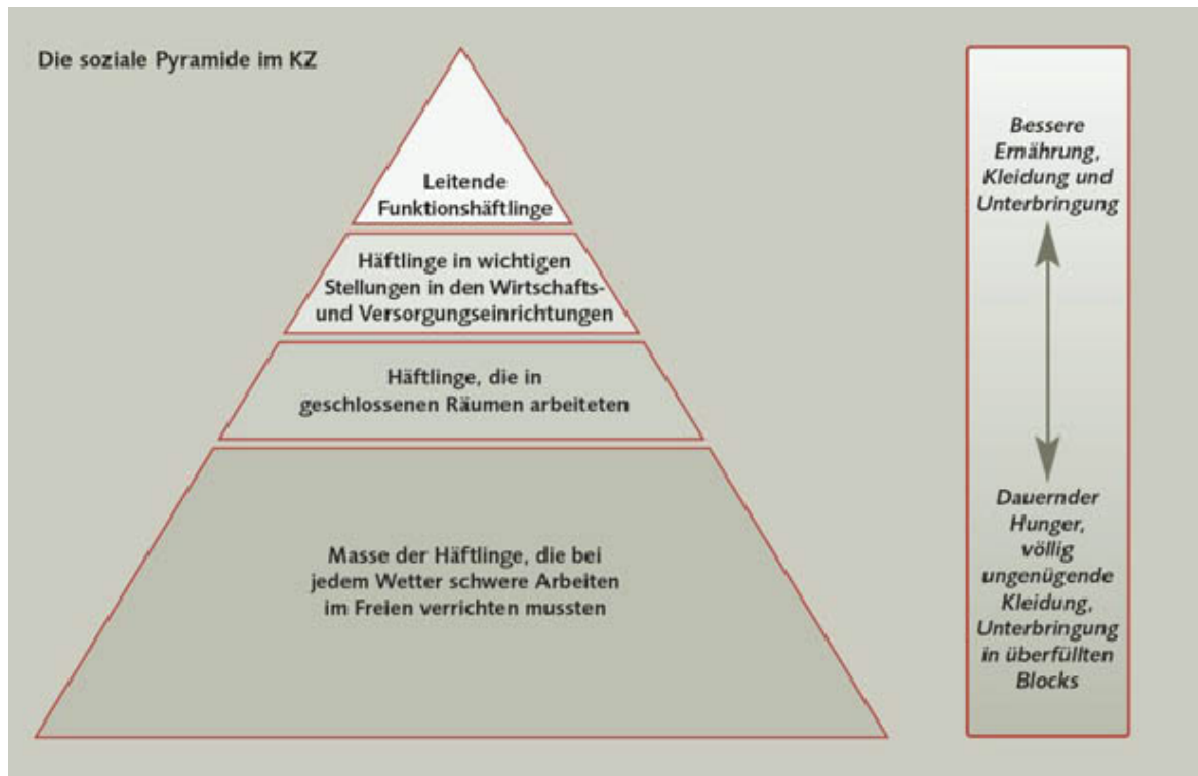 Die soziale Pyramide im KZ
Leitende
Funktionshäftlinge
Häftlinge in wichtigen
Stellungen in den Wirtschafts-
und Versorgungseinrichtungen
Häftlinge, die in
geschlossenen Räumen arbeiteten
Masse der Häftlinge, die bei
jedem Wetter schwere Arbeiten
im Freien verrichten mussten
Bessere
Ernährung,
Kleidung und
Unterbringung
Dauernder
Hunger,
völlig
ungenügende
Kleidung,
Unterbringung
in überfüllten
Blocks